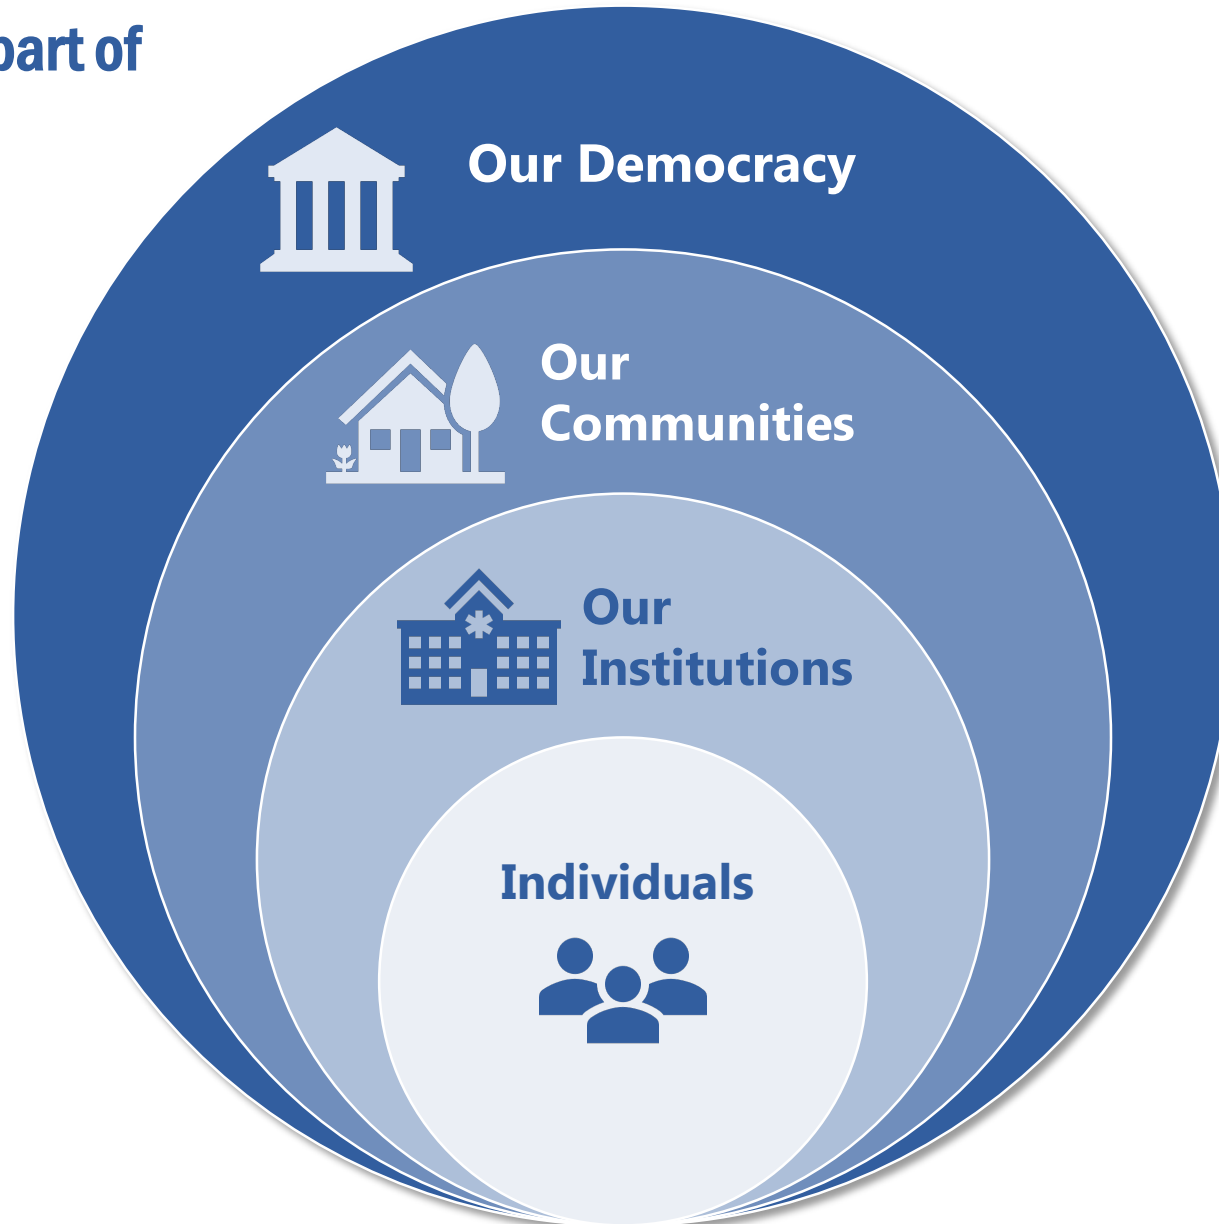 part of
Our Democracy
Our
Communities
Our
Institutions
Individuals